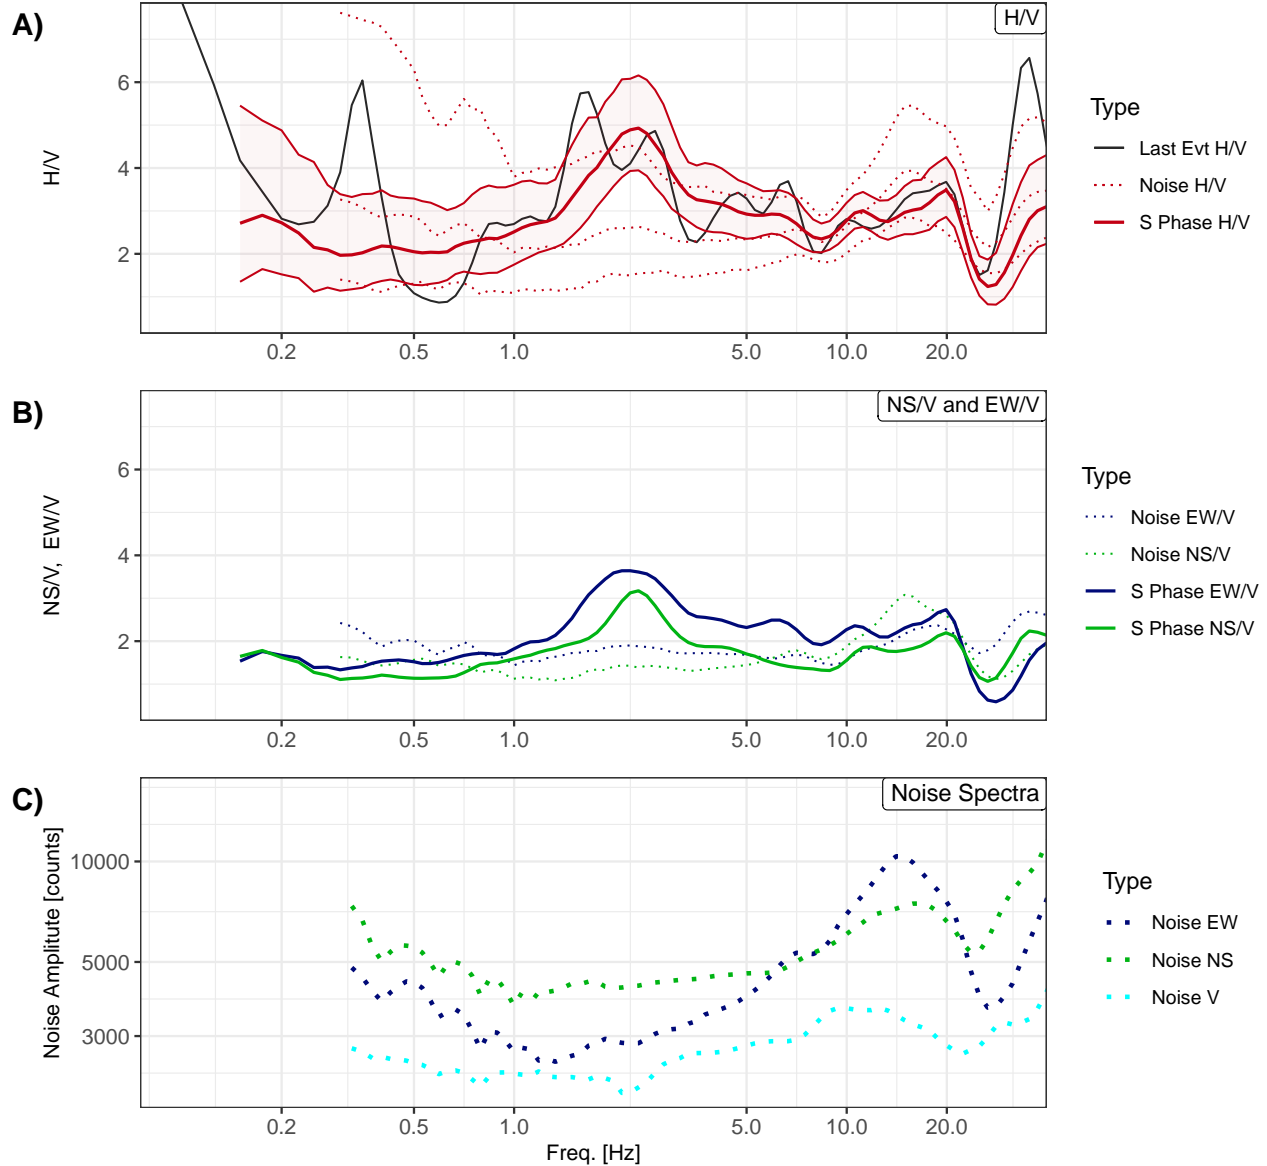 A)
H/V
H/V
6
4
2
0.2 0.5 1.0 5.0 10.0 20.0
Type
Last Evt H/V
Noise H/V
S Phase H/V
B)
NS/V and EW/V
NS/V,  EW/V
6
4
2
0.2 0.5 1.0 5.0 10.0 20.0
Type
Noise EW/V
Noise NS/V
S Phase EW/V
S Phase NS/V
C)
Noise Spectra
Noise Amplitute [counts]
10000
5000
3000
0.2 0.5 1.0 5.0 10.0 20.0
Freq. [Hz]
Type
Noise EW
Noise NS
Noise V